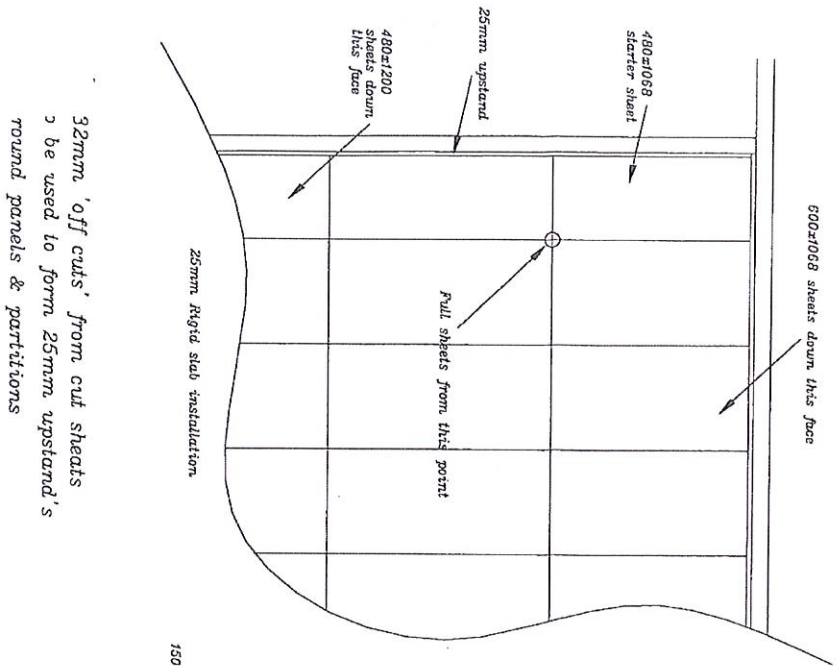 600x1068 sheets down this face
480x1068
starter sheet
25mm upstand
Full sheets from this point
480x1200
sheets down
this face
25mm Rigid slab installation
150
32mm 'off cuts' from cut sheats
be used to form 25mm upstand's
round panels & partitions